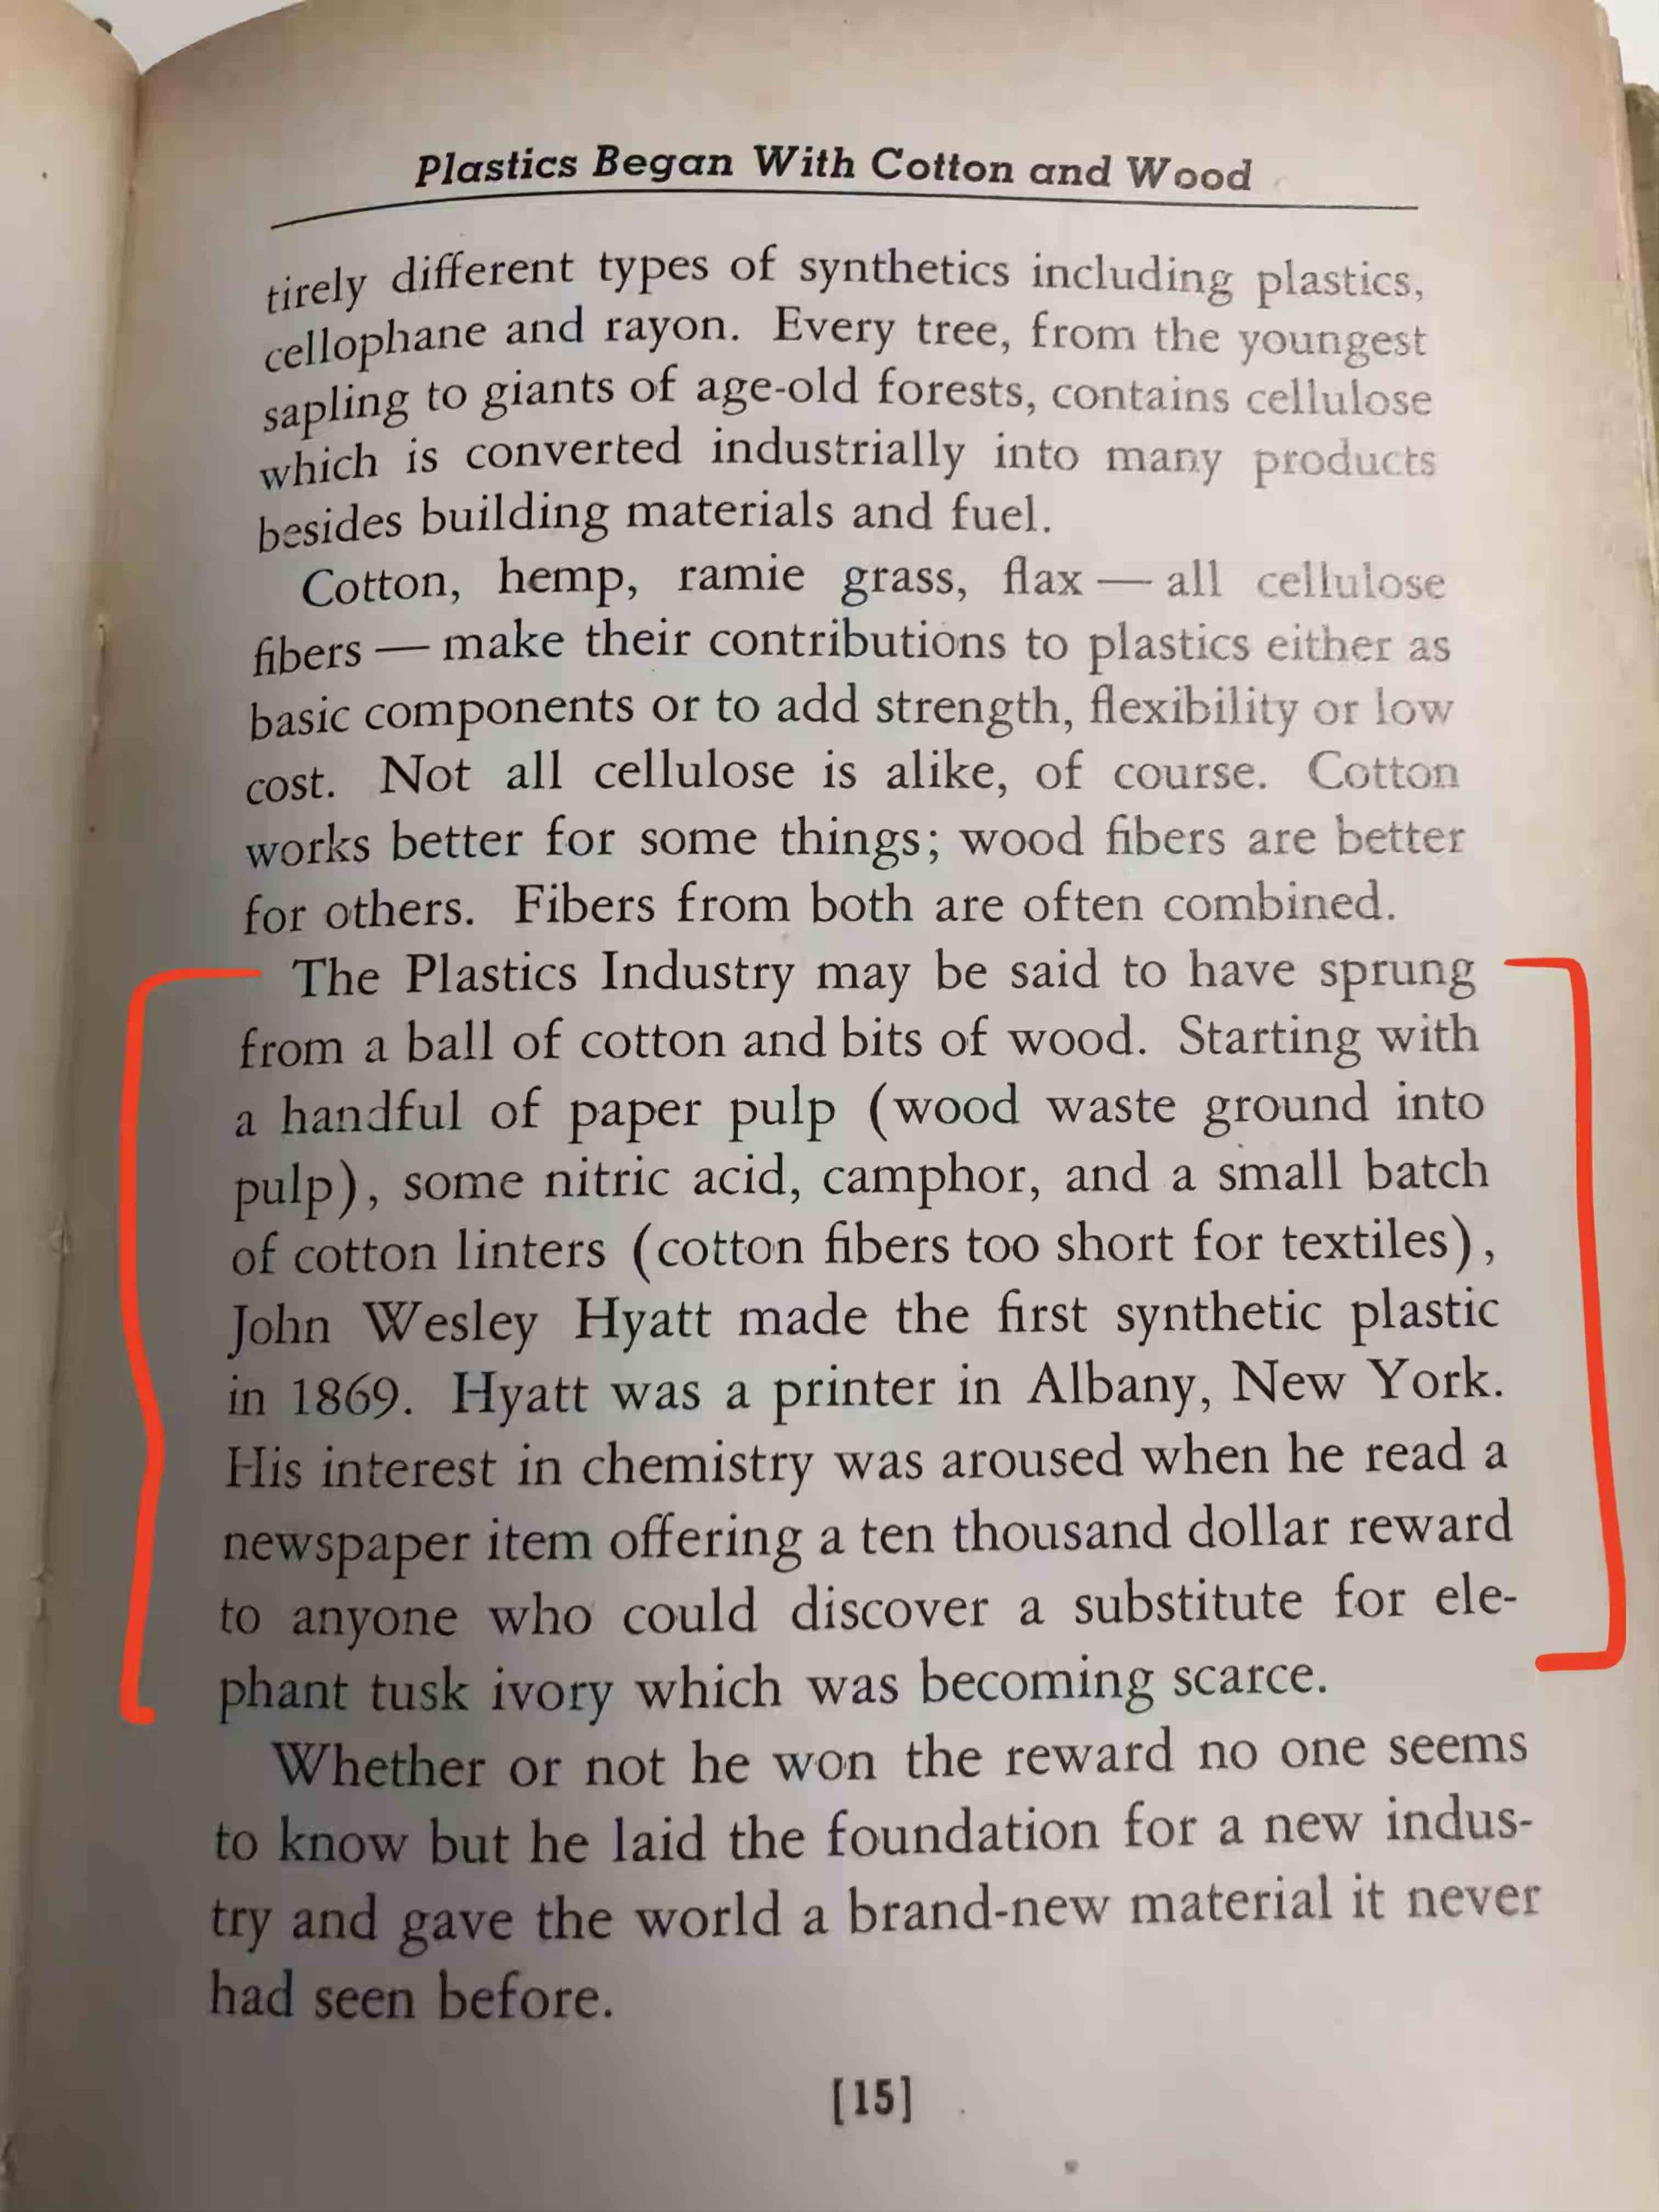 Plastics Began With Cotton and Wood
tirely different types of synthetics including plastics,
cellophane and rayon. Every tree, from the youngest
sapling to giants of age-old forests, contains cellulose
which is converted industrially into many products
besides building materials and fuel.
Cotton, hemp, ramie grass, flax — all cellulose
fibers — make their contributions to plastics either as
basic components or to add strength, flexibility or low
cost. Not all cellulose is alike, of course. Cotton
works better for some things; wood fibers are better
for others. Fibers from both are often combined.
The Plastics Industry may be said to have sprung
from a ball of cotton and bits of wood. Starting with
a handful of paper pulp (wood waste ground into
pulp), some nitric acid, camphor, and a small batch
of cotton linters (cotton fibers too short for textiles),
John Wesley Hyatt made the first synthetic plastic
in 1869. Hyatt was a printer in Albany, New York.
His interest in chemistry was aroused when he read a
newspaper item offering a ten thousand dollar reward
to anyone who could discover a substitute for ele-
phant tusk ivory which was becoming scarce.
Whether or not he won the reward no one seems
to know but he laid the foundation for a new indus-
try and gave the world a brand-new material it never
had seen before.
[15]